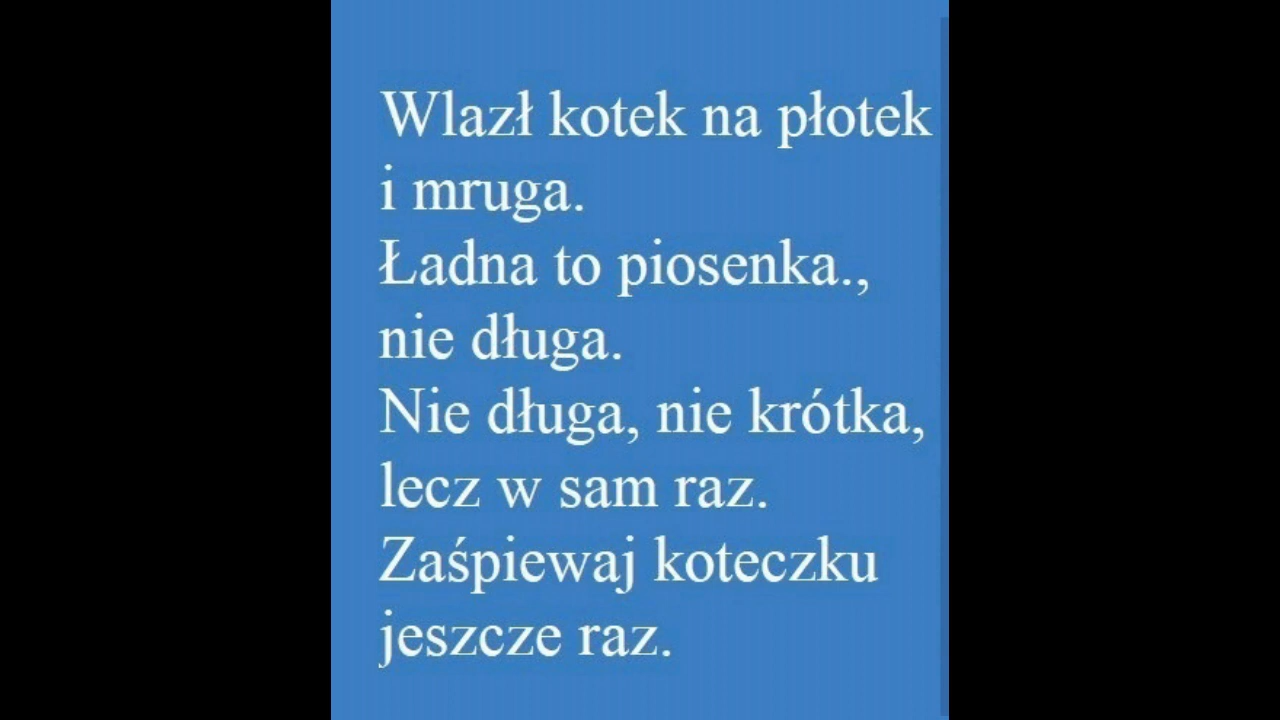 Wlazł kotek na płotek
i mruga.
Ładna to piosenka.,
nie długa.
Nie długa, nie krótka,
lecz w sam raz.
Zaśpiewaj koteczku
jeszcze raz.